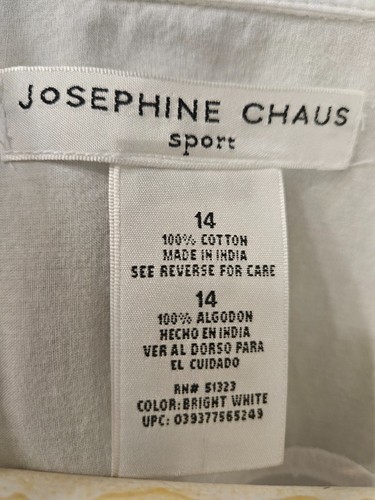 JoSEPHINE CHAUS
sport
14
100% COTTON
MADE IN INDIA
SEE REVERSE FOR CARE
14
100% ALGODON
HECHO EN INDIA
VER AL DORSO PARA
EL CUIDADO
RN# 51323
COLOR:BRIGHT WHITE
UPC: 039377565249